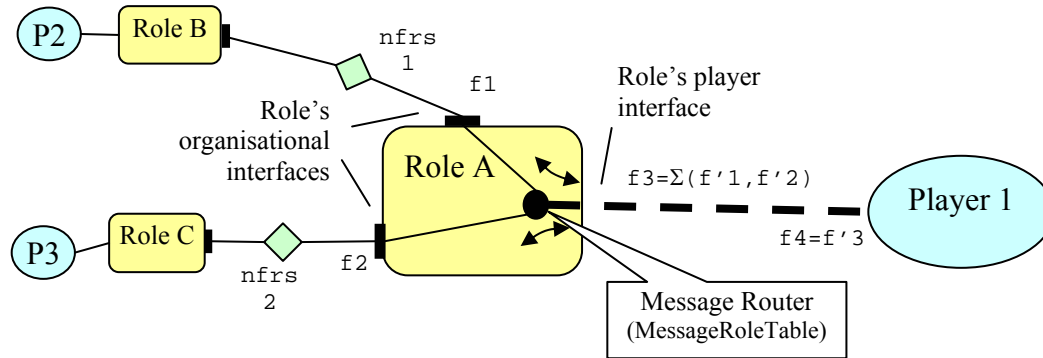 P2
Role B
nfrs
1
f1
Role's
organisational
interfaces
Role's player
interface
Role A
f3=Σ(f'1,f'2)
Player 1
f4=f'3
P3
Role C
nfrs
2
f2
Message Router
(MessageRoleTable)